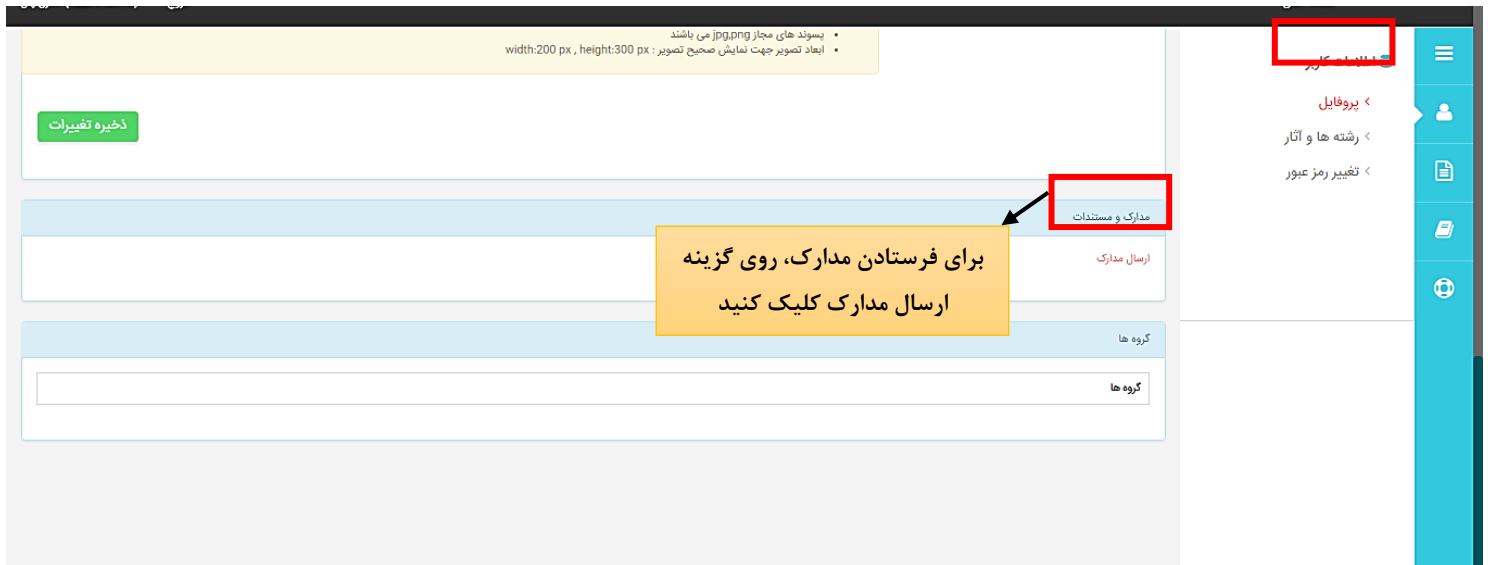 اطلاعات کاربر
پروفایل
رشته ها و آثار
تغییر رمز عبور
پسوند های مجاز jpg,png می باشند
ابعاد تصویر جهت نمایش صحیح تصویر : width:200 px , height:300 px
ذخیره تغییرات
مدارک و مستندات
ارسال مدارک
برای فرستادن مدارک، روی گزینه
ارسال مدارک کلیک کنید
گروه ها
گروه ها